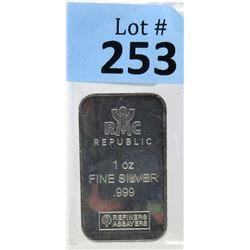 Lot #
253
RMC
REPUBLIC
1 oz
FINE SILVER
.999
REFINERS
ASSAYERS